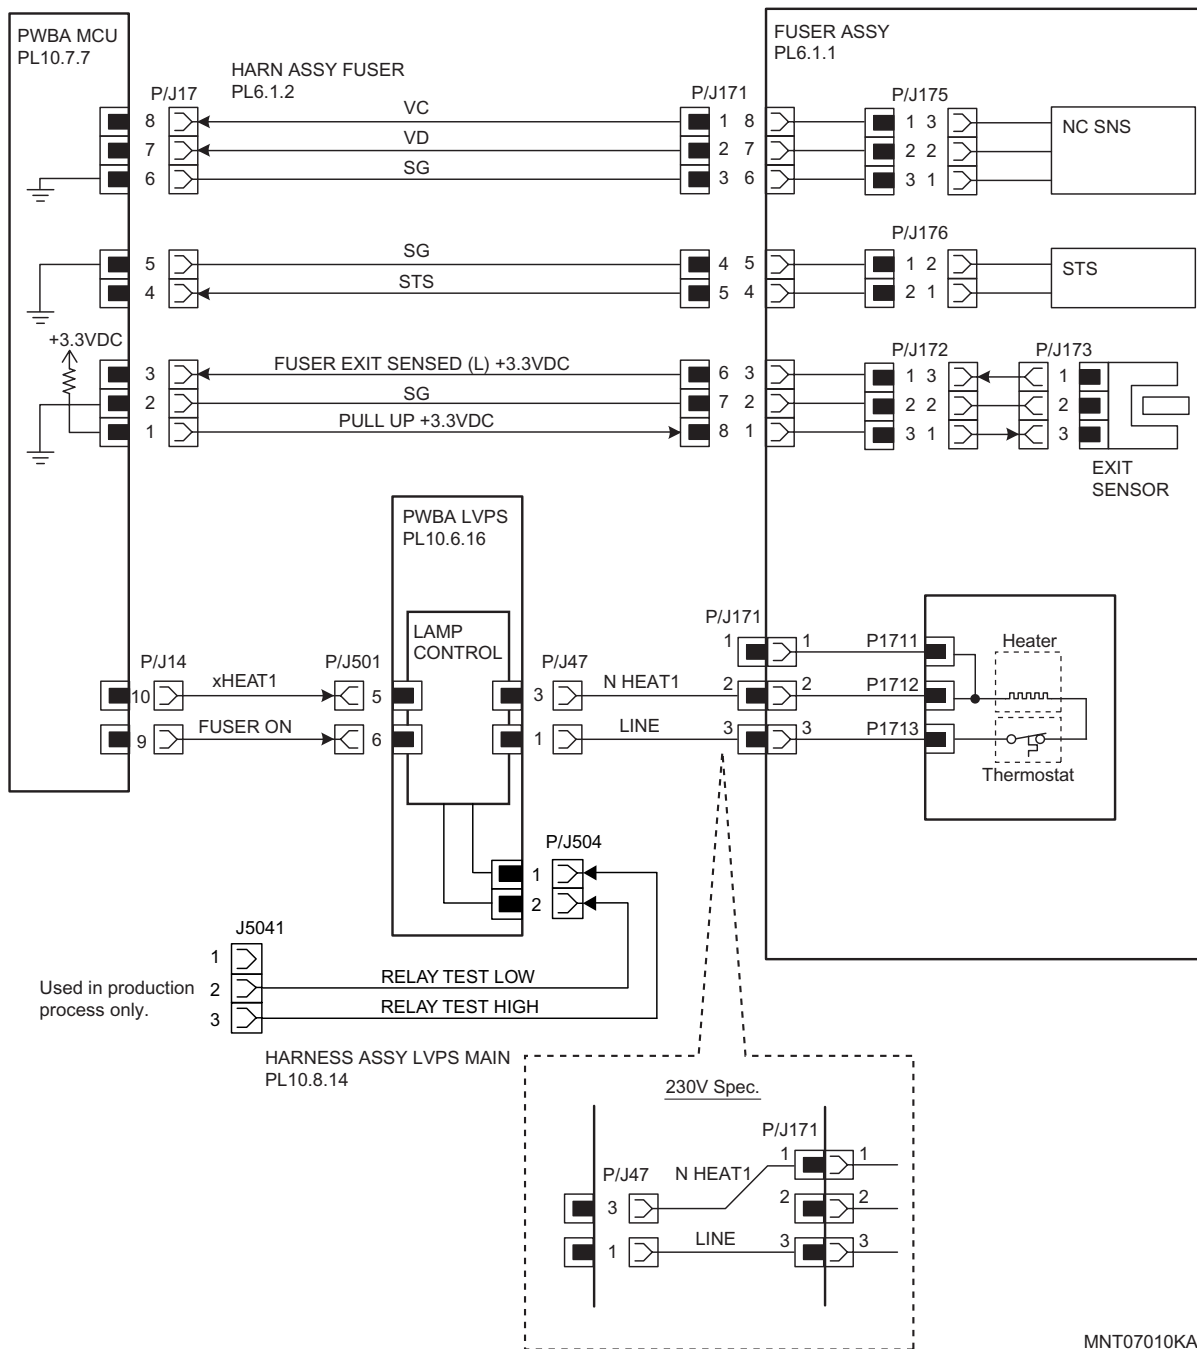 PWBA MCU
PL10.7.7
HARN ASSY FUSER
PL6.1.2
FUSER ASSY
PL6.1.1
P/J17
P/J171
P/J175
8 VC 1 8 1 3
NC SNS
7 VD 2 7 2 2
6 SG 3 6 3 1
P/J176
5 SG 4 5 1 2
STS
4 STS 5 4 2 1
+3.3VDC
P/J172
P/J173
3 FUSER EXIT SENSED (L) +3.3VDC 6 3 1 3 1
2 SG 7 2 2 2 2
1 PULL UP +3.3VDC 8 1 3 1 3
EXIT
SENSOR
PWBA LVPS
PL10.6.16
LAMP
CONTROL
P/J14
P/J501
P/J47
P/J171
1 1 P1711
Heater
10 xHEAT1 5 3 N HEAT1 2 2 P1712
9 FUSER ON 6 1 LINE 3 3 P1713
Thermostat
P/J504
1
2
J5041
1
Used in production
process only.
2 RELAY TEST LOW
3 RELAY TEST HIGH
HARNESS ASSY LVPS MAIN
PL10.8.14
230V Spec.
P/J171
P/J47
1 1
3 N HEAT1 2 2
1 LINE 3 3
MNT07010KA